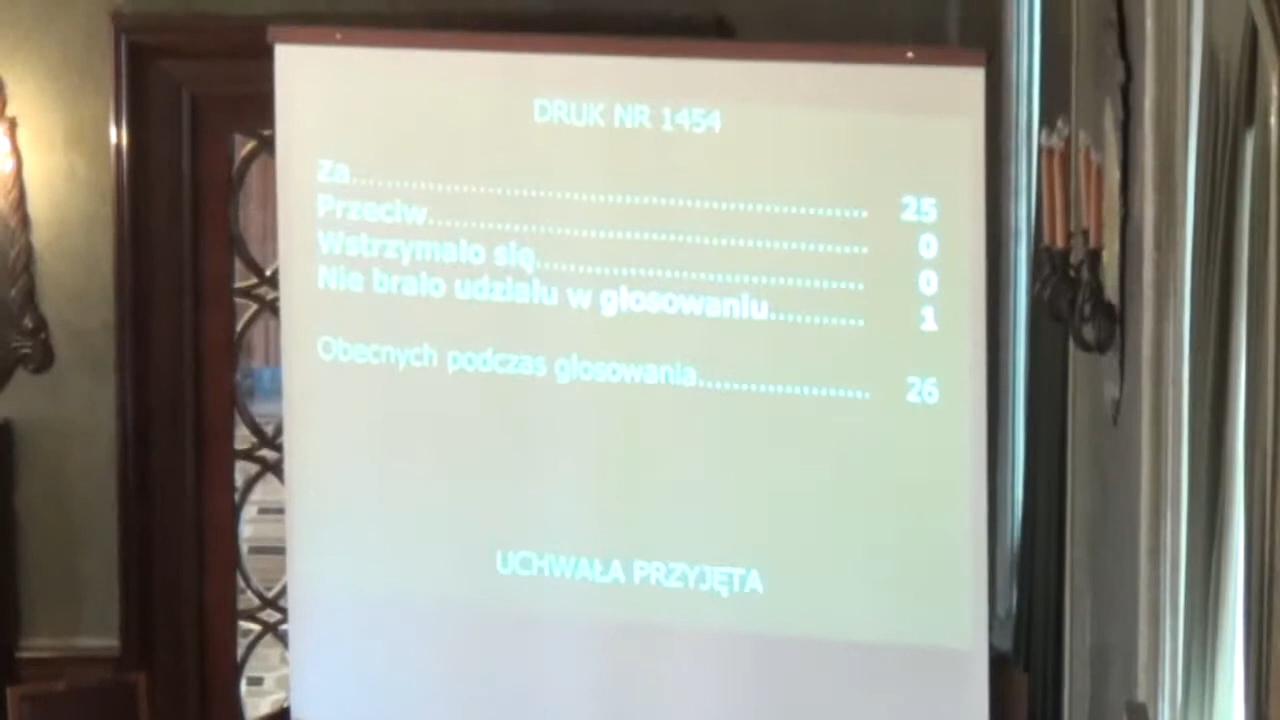 DRUK NR 1454
Za.................................................... 25
Przeciw............................................ 0
Wstrzymało się................................. 0
Nie brało udziału w głosowaniu.......... 1
Obecnych podczas głosowania.................. 26
UCHWAŁA PRZYJĘTA